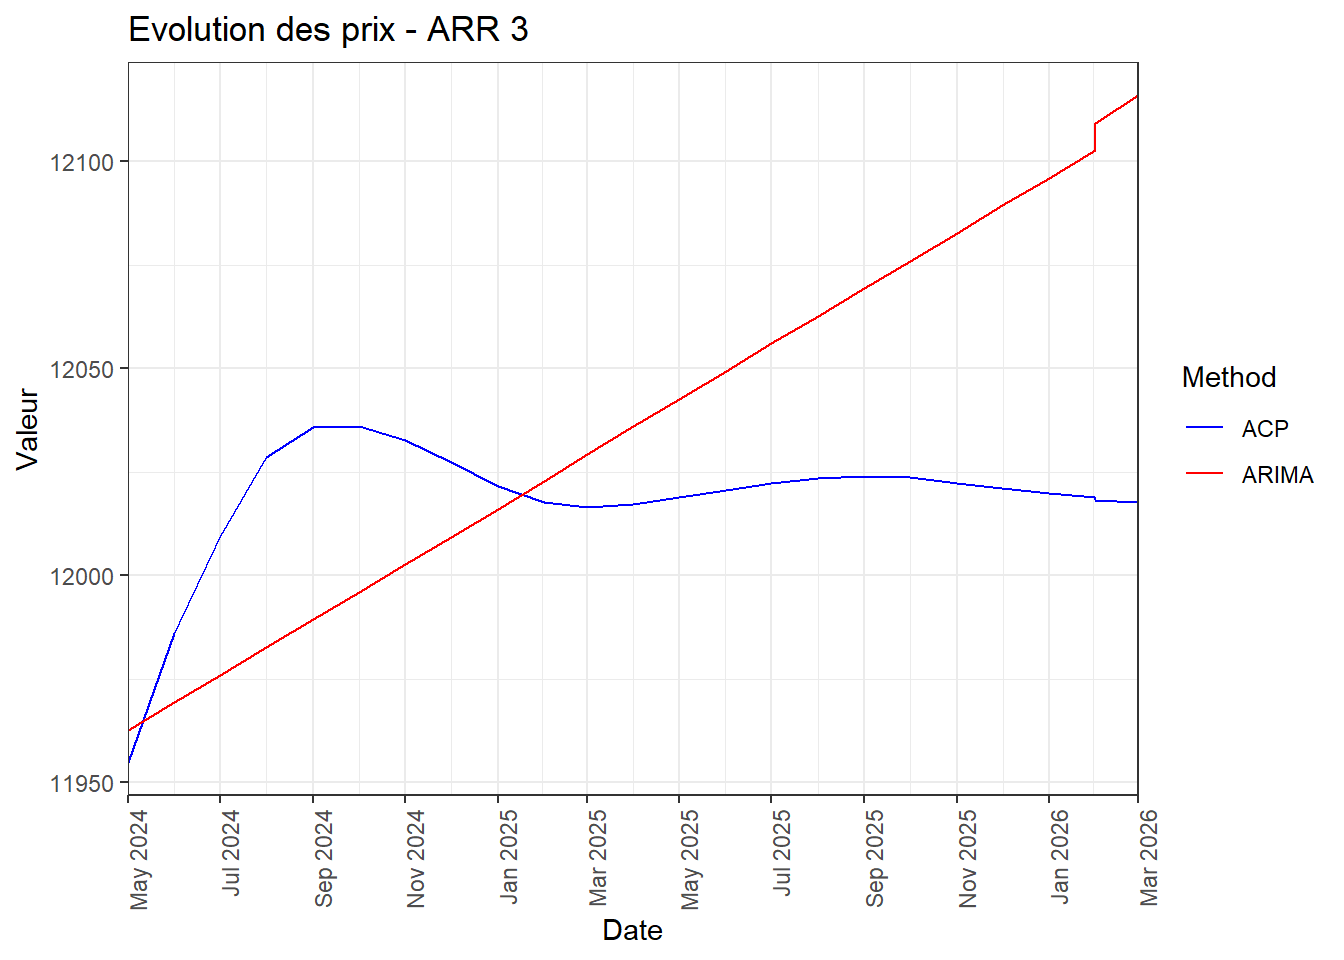 Evolution des prix - ARR 3
12100
12050
12000
11950
Valeur
May 2024
Jul 2024
Sep 2024
Nov 2024
Jan 2025
Mar 2025
May 2025
Jul 2025
Sep 2025
Nov 2025
Jan 2026
Mar 2026
Date
Method
ACP
ARIMA